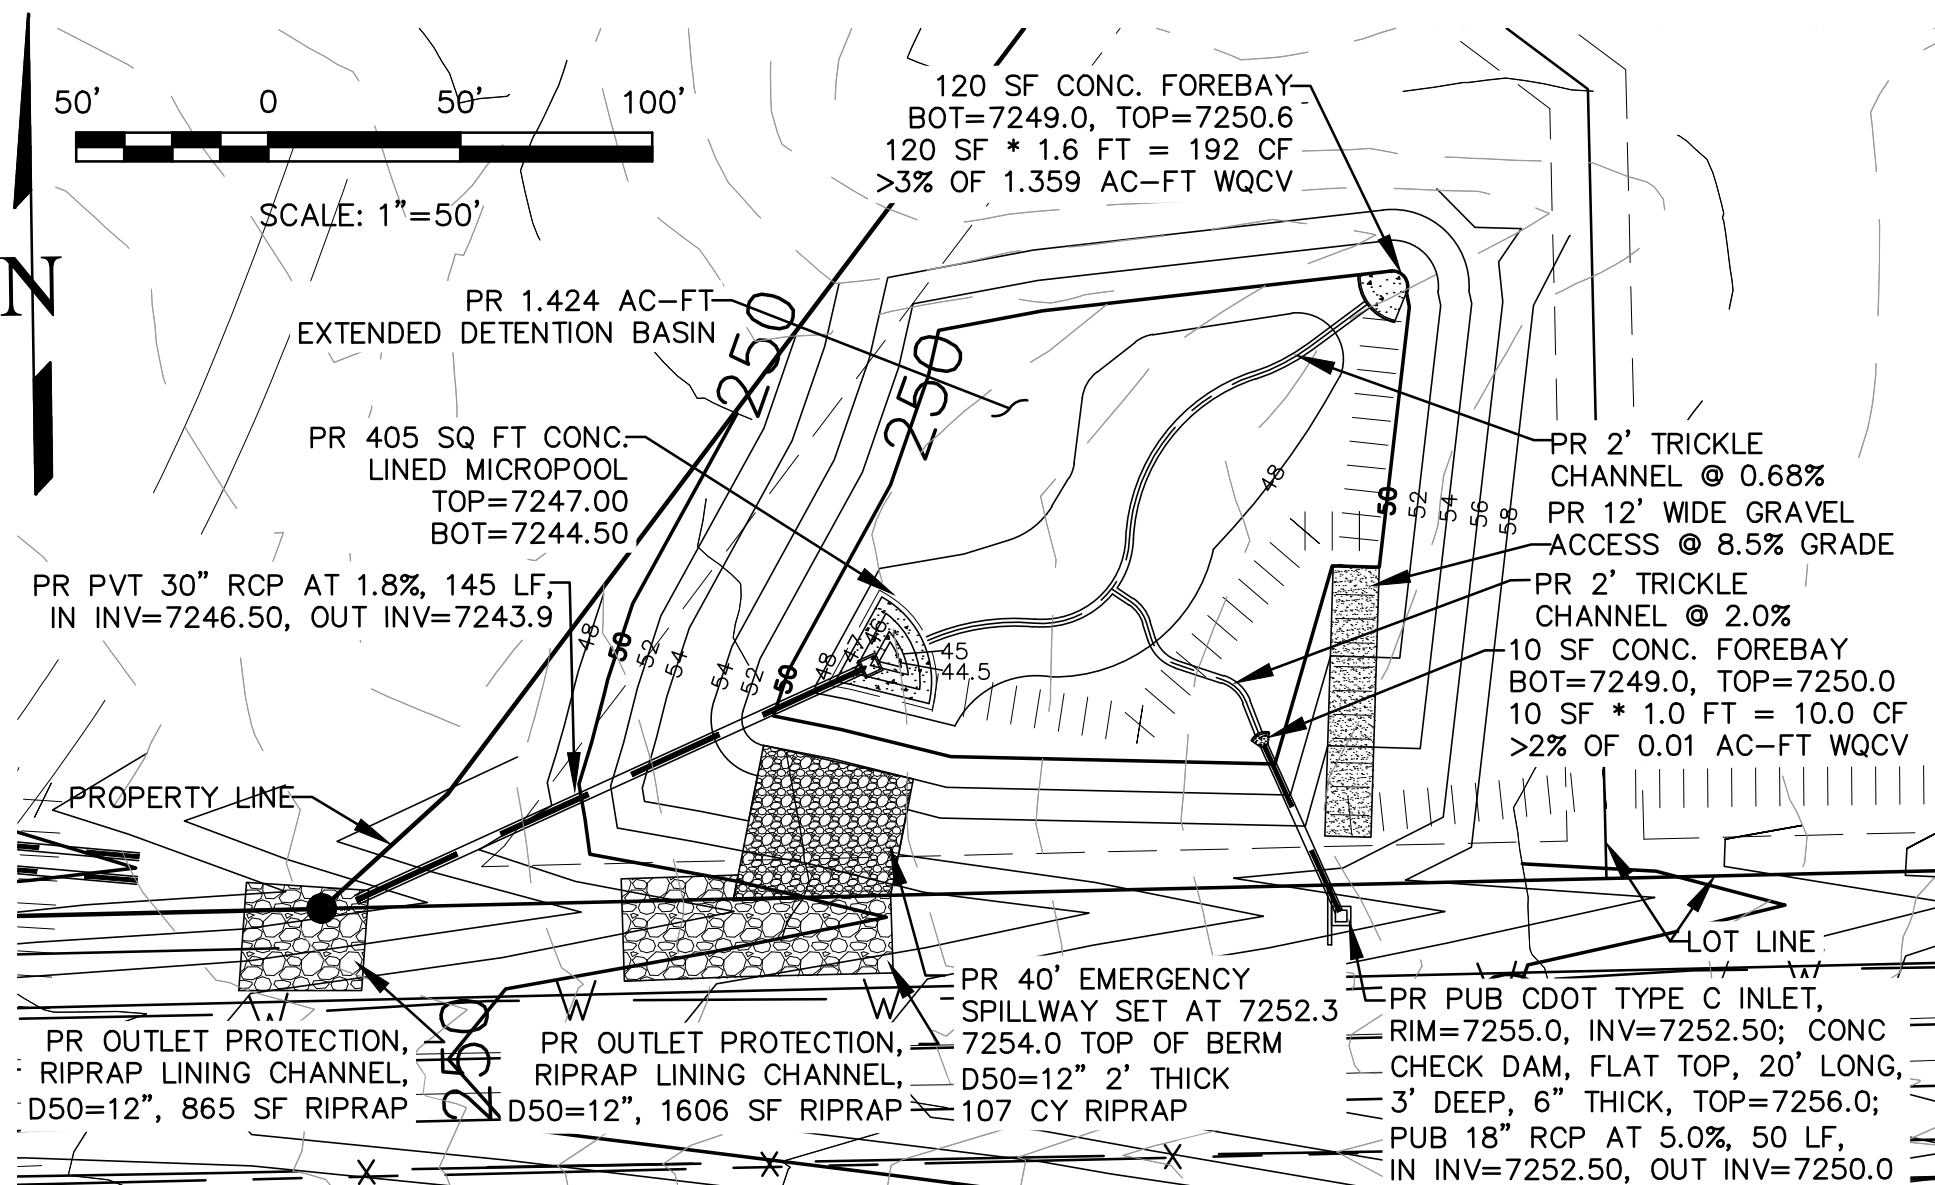 50' 0 50' 100'
SCALE: 1"=50'
N
120 SF CONC. FOREBAY
BOT=7249.0, TOP=7250.6
120 SF * 1.6 FT = 192 CF
>3% OF 1.359 AC-FT WQCV
PR 1.424 AC-FT
EXTENDED DETENTION BASIN
250
250
PR 405 SQ FT CONC.
LINED MICROPOOL
TOP=7247.00
BOT=7244.50
PR PVT 30" RCP AT 1.8%, 145 LF,
IN INV=7246.50, OUT INV=7243.9
48
50 52 54 56 58
PR 2' TRICKLE
CHANNEL @ 0.68%
PR 12' WIDE GRAVEL
ACCESS @ 8.5% GRADE
PR 2' TRICKLE
CHANNEL @ 2.0%
10 SF CONC. FOREBAY
BOT=7249.0, TOP=7250.0
10 SF * 1.0 FT = 10.0 CF
>2% OF 0.01 AC-FT WQCV
48 50 52 54 54 52 50 48 47 46
45
44.5
PROPERTY LINE
LOT LINE
W W W W W
250
PR OUTLET PROTECTION,
RIPRAP LINING CHANNEL,
D50=12", 865 SF RIPRAP
PR OUTLET PROTECTION,
RIPRAP LINING CHANNEL,
D50=12", 1606 SF RIPRAP
PR 40' EMERGENCY
SPILLWAY SET AT 7252.3
7254.0 TOP OF BERM
D50=12" 2' THICK
107 CY RIPRAP
PR PUB CDOT TYPE C INLET,
RIM=7255.0, INV=7252.50; CONC
CHECK DAM, FLAT TOP, 20' LONG,
3' DEEP, 6" THICK, TOP=7256.0;
PUB 18" RCP AT 5.0%, 50 LF,
IN INV=7252.50, OUT INV=7250.0
X X X